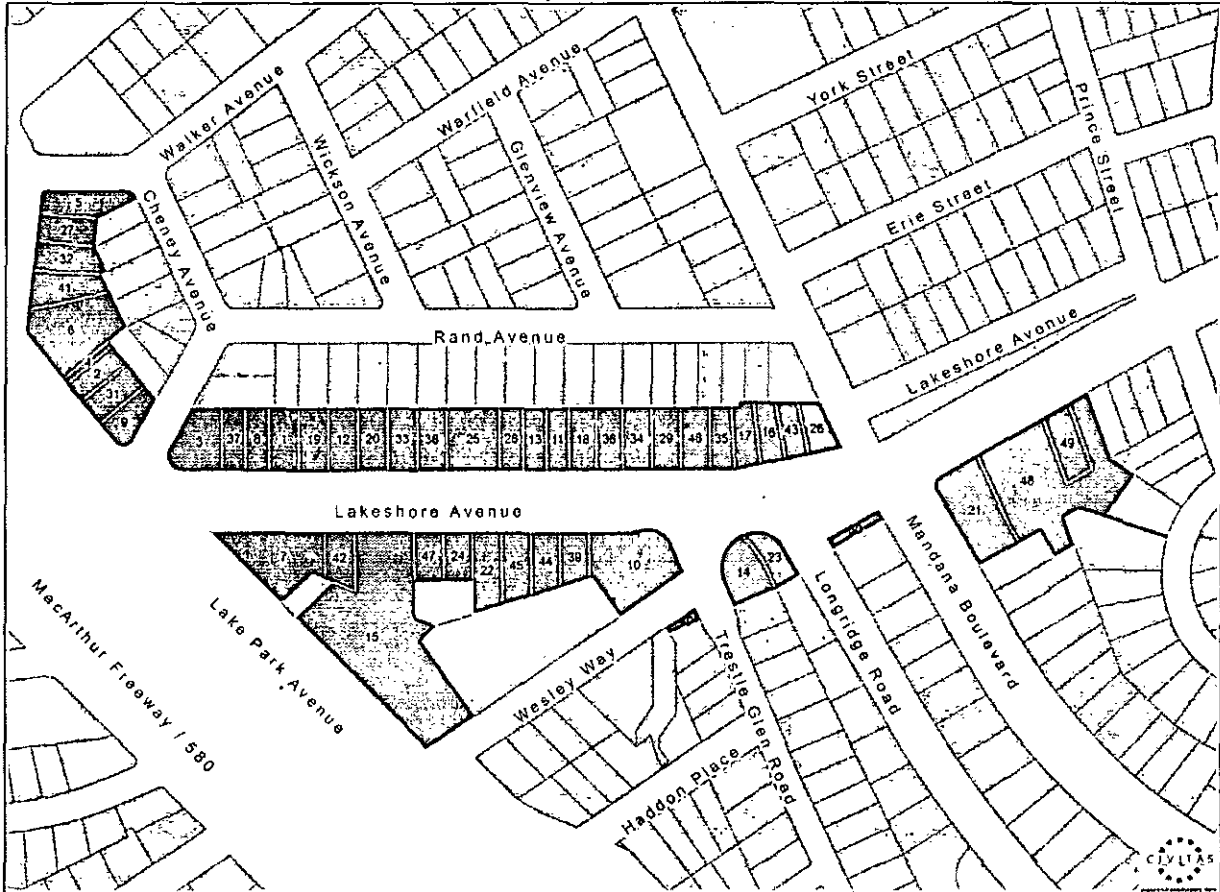 York Street
Walker Avenue
Warfield Avenue
Prince Street
Wickson Avenue
Glenview Avenue
Cheney Avenue
Erie Street
5
27
32
41
6
4
2
31
9
Rand Avenue
Lakeshore Avonue
3 37 8 1 19 12 20 33 38 25 28 13 11 18 36 34 29 35 17 16 43 26
49
48
21
Lakeshore Avenue
7 42 47 24 22 45 44 39 10 14 23
15
Mandana Boulevard
Longridge Road
Trestle Glen Road
Wesley Way
Haddon Place
Lake Park Avenue
MacArthur Freeway / 580
CIVITAS